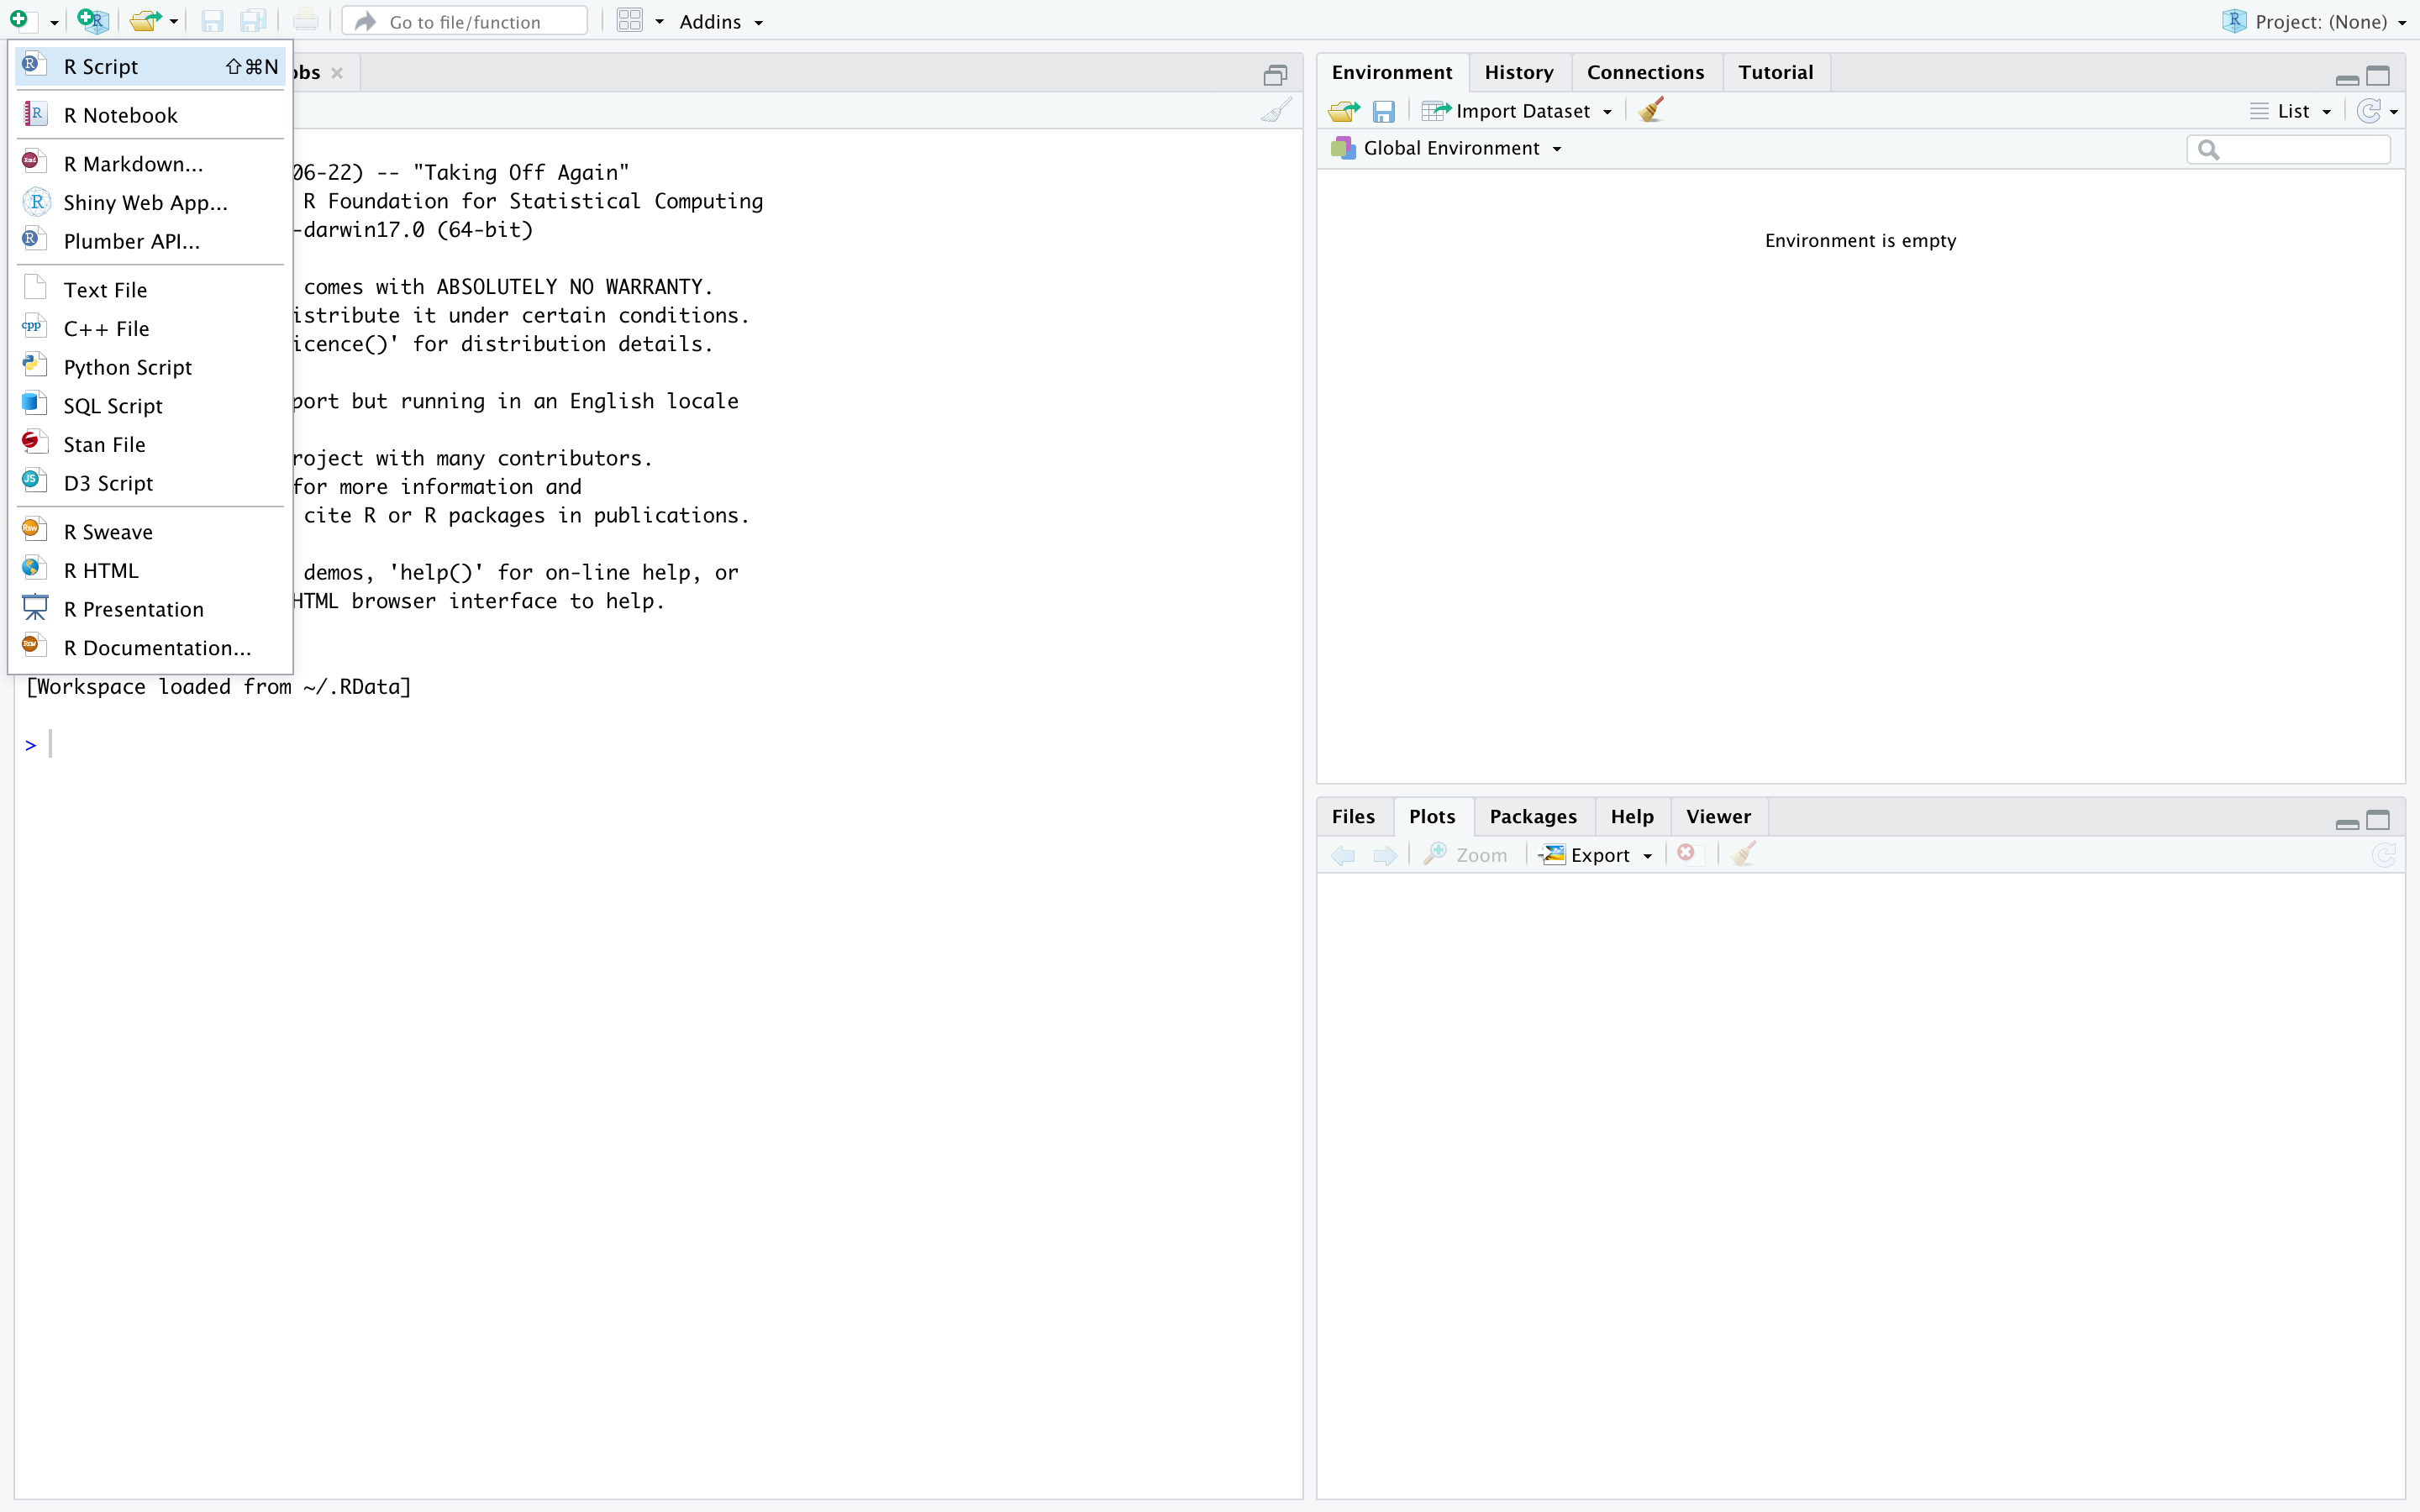 Go to file/function
Addins
Project: (None)
R Script ⇧⌘N
R Notebook
R Markdown...
Shiny Web App...
Plumber API...
Text File
C++ File
Python Script
SQL Script
Stan File
D3 Script
R Sweave
R HTML
R Presentation
R Documentation...
obs
06-22) -- "Taking Off Again"
R Foundation for Statistical Computing
-darwin17.0 (64-bit)
comes with ABSOLUTELY NO WARRANTY.
istribute it under certain conditions.
icence()' for distribution details.
port but running in an English locale
roject with many contributors.
for more information and
cite R or R packages in publications.
demos, 'help()' for on-line help, or
HTML browser interface to help.
[Workspace loaded from ~/.RData]
>
Environment History Connections Tutorial
Import Dataset List
Global Environment
Environment is empty
Files Plots Packages Help Viewer
Zoom Export